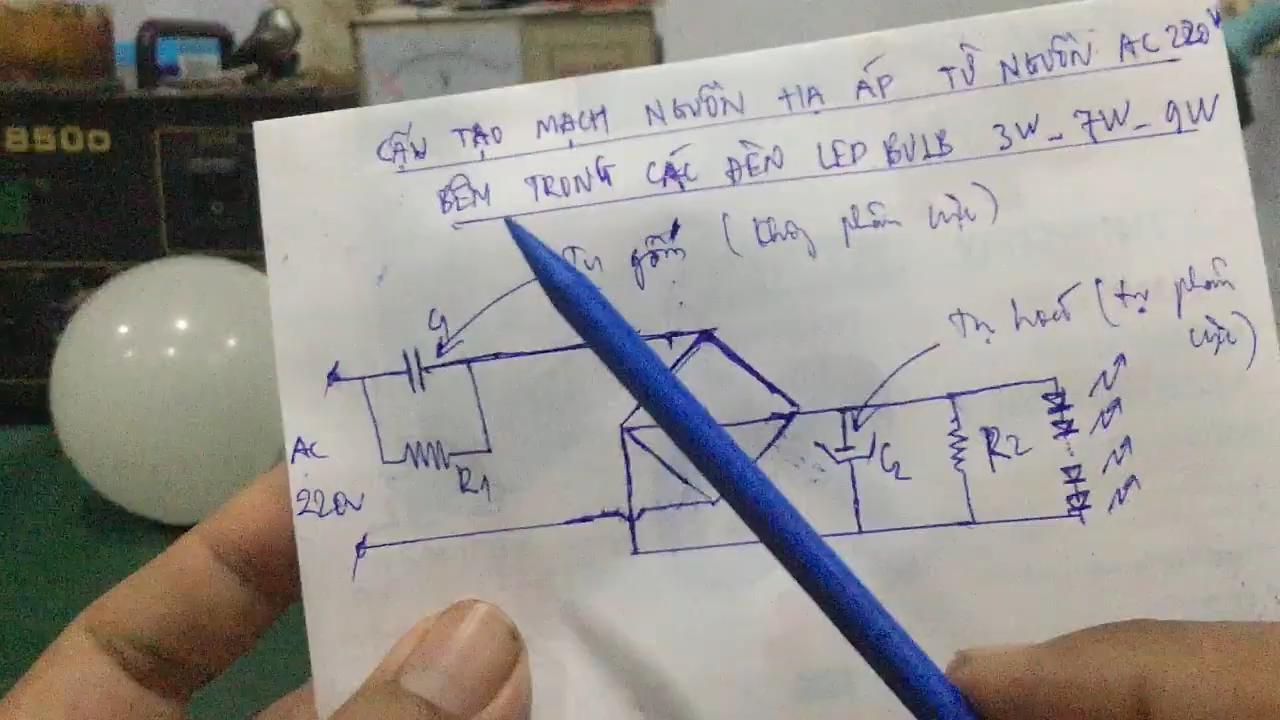 8500
V
CẤU TẠO MẠCH NGUỒN HẠ ÁP TỪ NGUỒN AC 220V
BÊN TRONG CÁC ĐÈN LED BULB 3W - 7W - 9W
Tụ gốm (không phân cực)
C1
Tụ hoá (tụ phân
cực)
AC
220V
R1
C2
R2